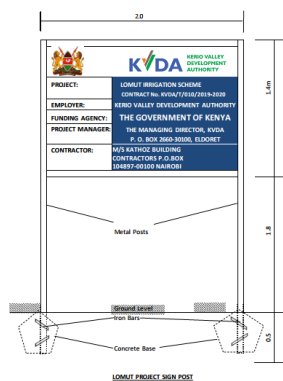 2.0
KVDA
KERIO VALLEY
DEVELOPMENT
AUTHORITY
PROJECT: LOMUT IRRIGATION SCHEME
CONTRACT No. KVDA/T/010/2019-2020
EMPLOYER: KERIO VALLEY DEVELOPMENT AUTHORITY
FUNDING AGENCY: THE GOVERNMENT OF KENYA
PROJECT MANAGER: THE MANAGING DIRECTOR, KVDA
P. O. BOX 2660-30100, ELDORET
CONTRACTOR: M/S KATHOZ BUILDING
CONTRACTORS P.O.BOX
104897-00100 NAIROBI
1.4m
Metal Posts
1.8
Ground Level
Iron Bars
0.5
Concrete Base
LOMUT PROJECT SIGN POST